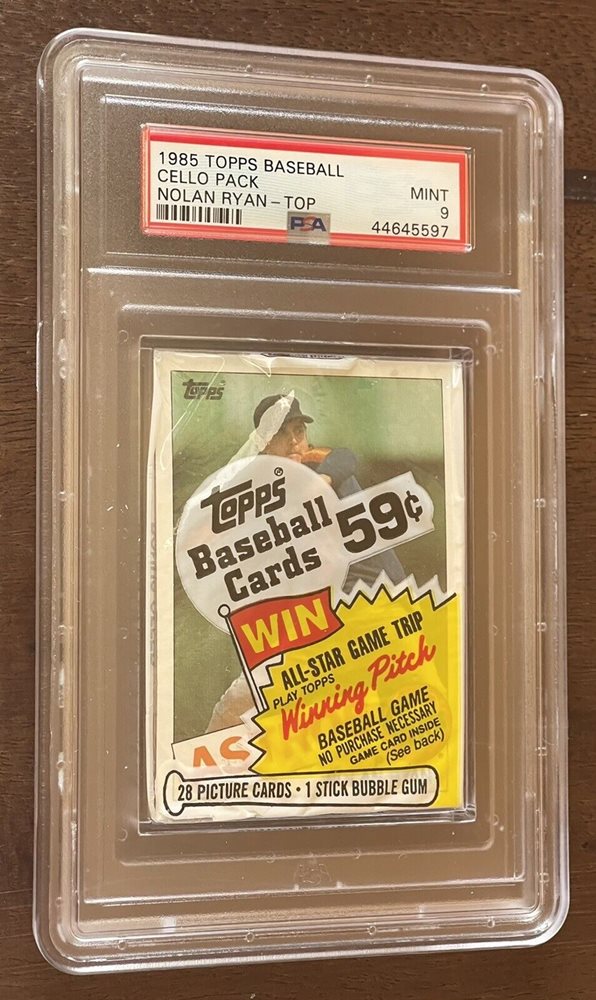 1985 TOPPS BASEBALL
CELLO PACK
NOLAN RYAN – TOP
MINT
9
PSA
44645597
topps
topps®
Baseball
Cards
59¢
WIN
ALL-STAR GAME TRIP
PLAY TOPPS
Winning Pitch
BASEBALL GAME
NO PURCHASE NECESSARY
GAME CARD INSIDE
(See back)
AS
28 PICTURE CARDS • 1 STICK BUBBLE GUM